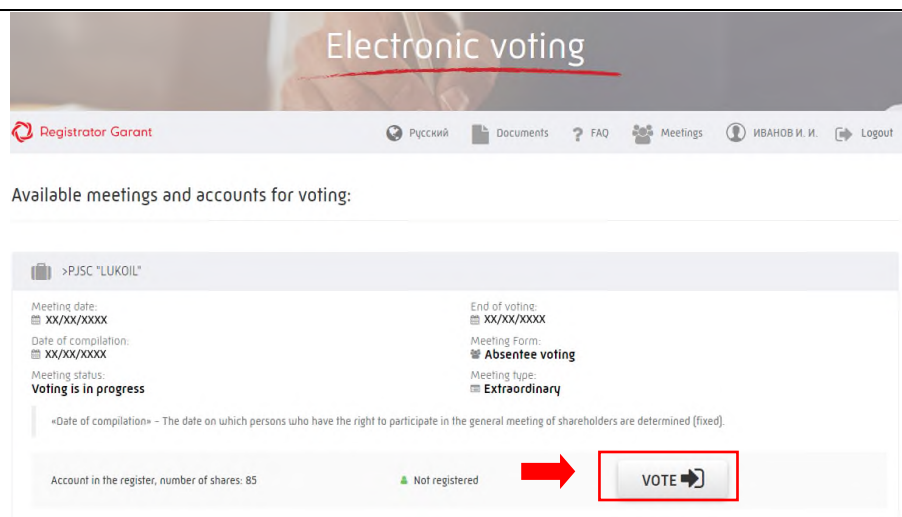 Electronic voting
Registrator Garant Русский Documents ? FAQ Meetings ИВАНОВ И. И. Logout
Available meetings and accounts for voting:
>PJSC "LUKOIL"
Meeting date: End of voting:
XX/XX/XXXX XX/XX/XXXX
Date of compilation: Meeting Form:
XX/XX/XXXX Absentee voting
Meeting status: Meeting type:
Voting is in progress Extraordinary
«Date of compilation» - The date on which persons who have the right to participate in the general meeting of shareholders are determined (fixed).
Account in the register, number of shares: 85 Not registered VOTE